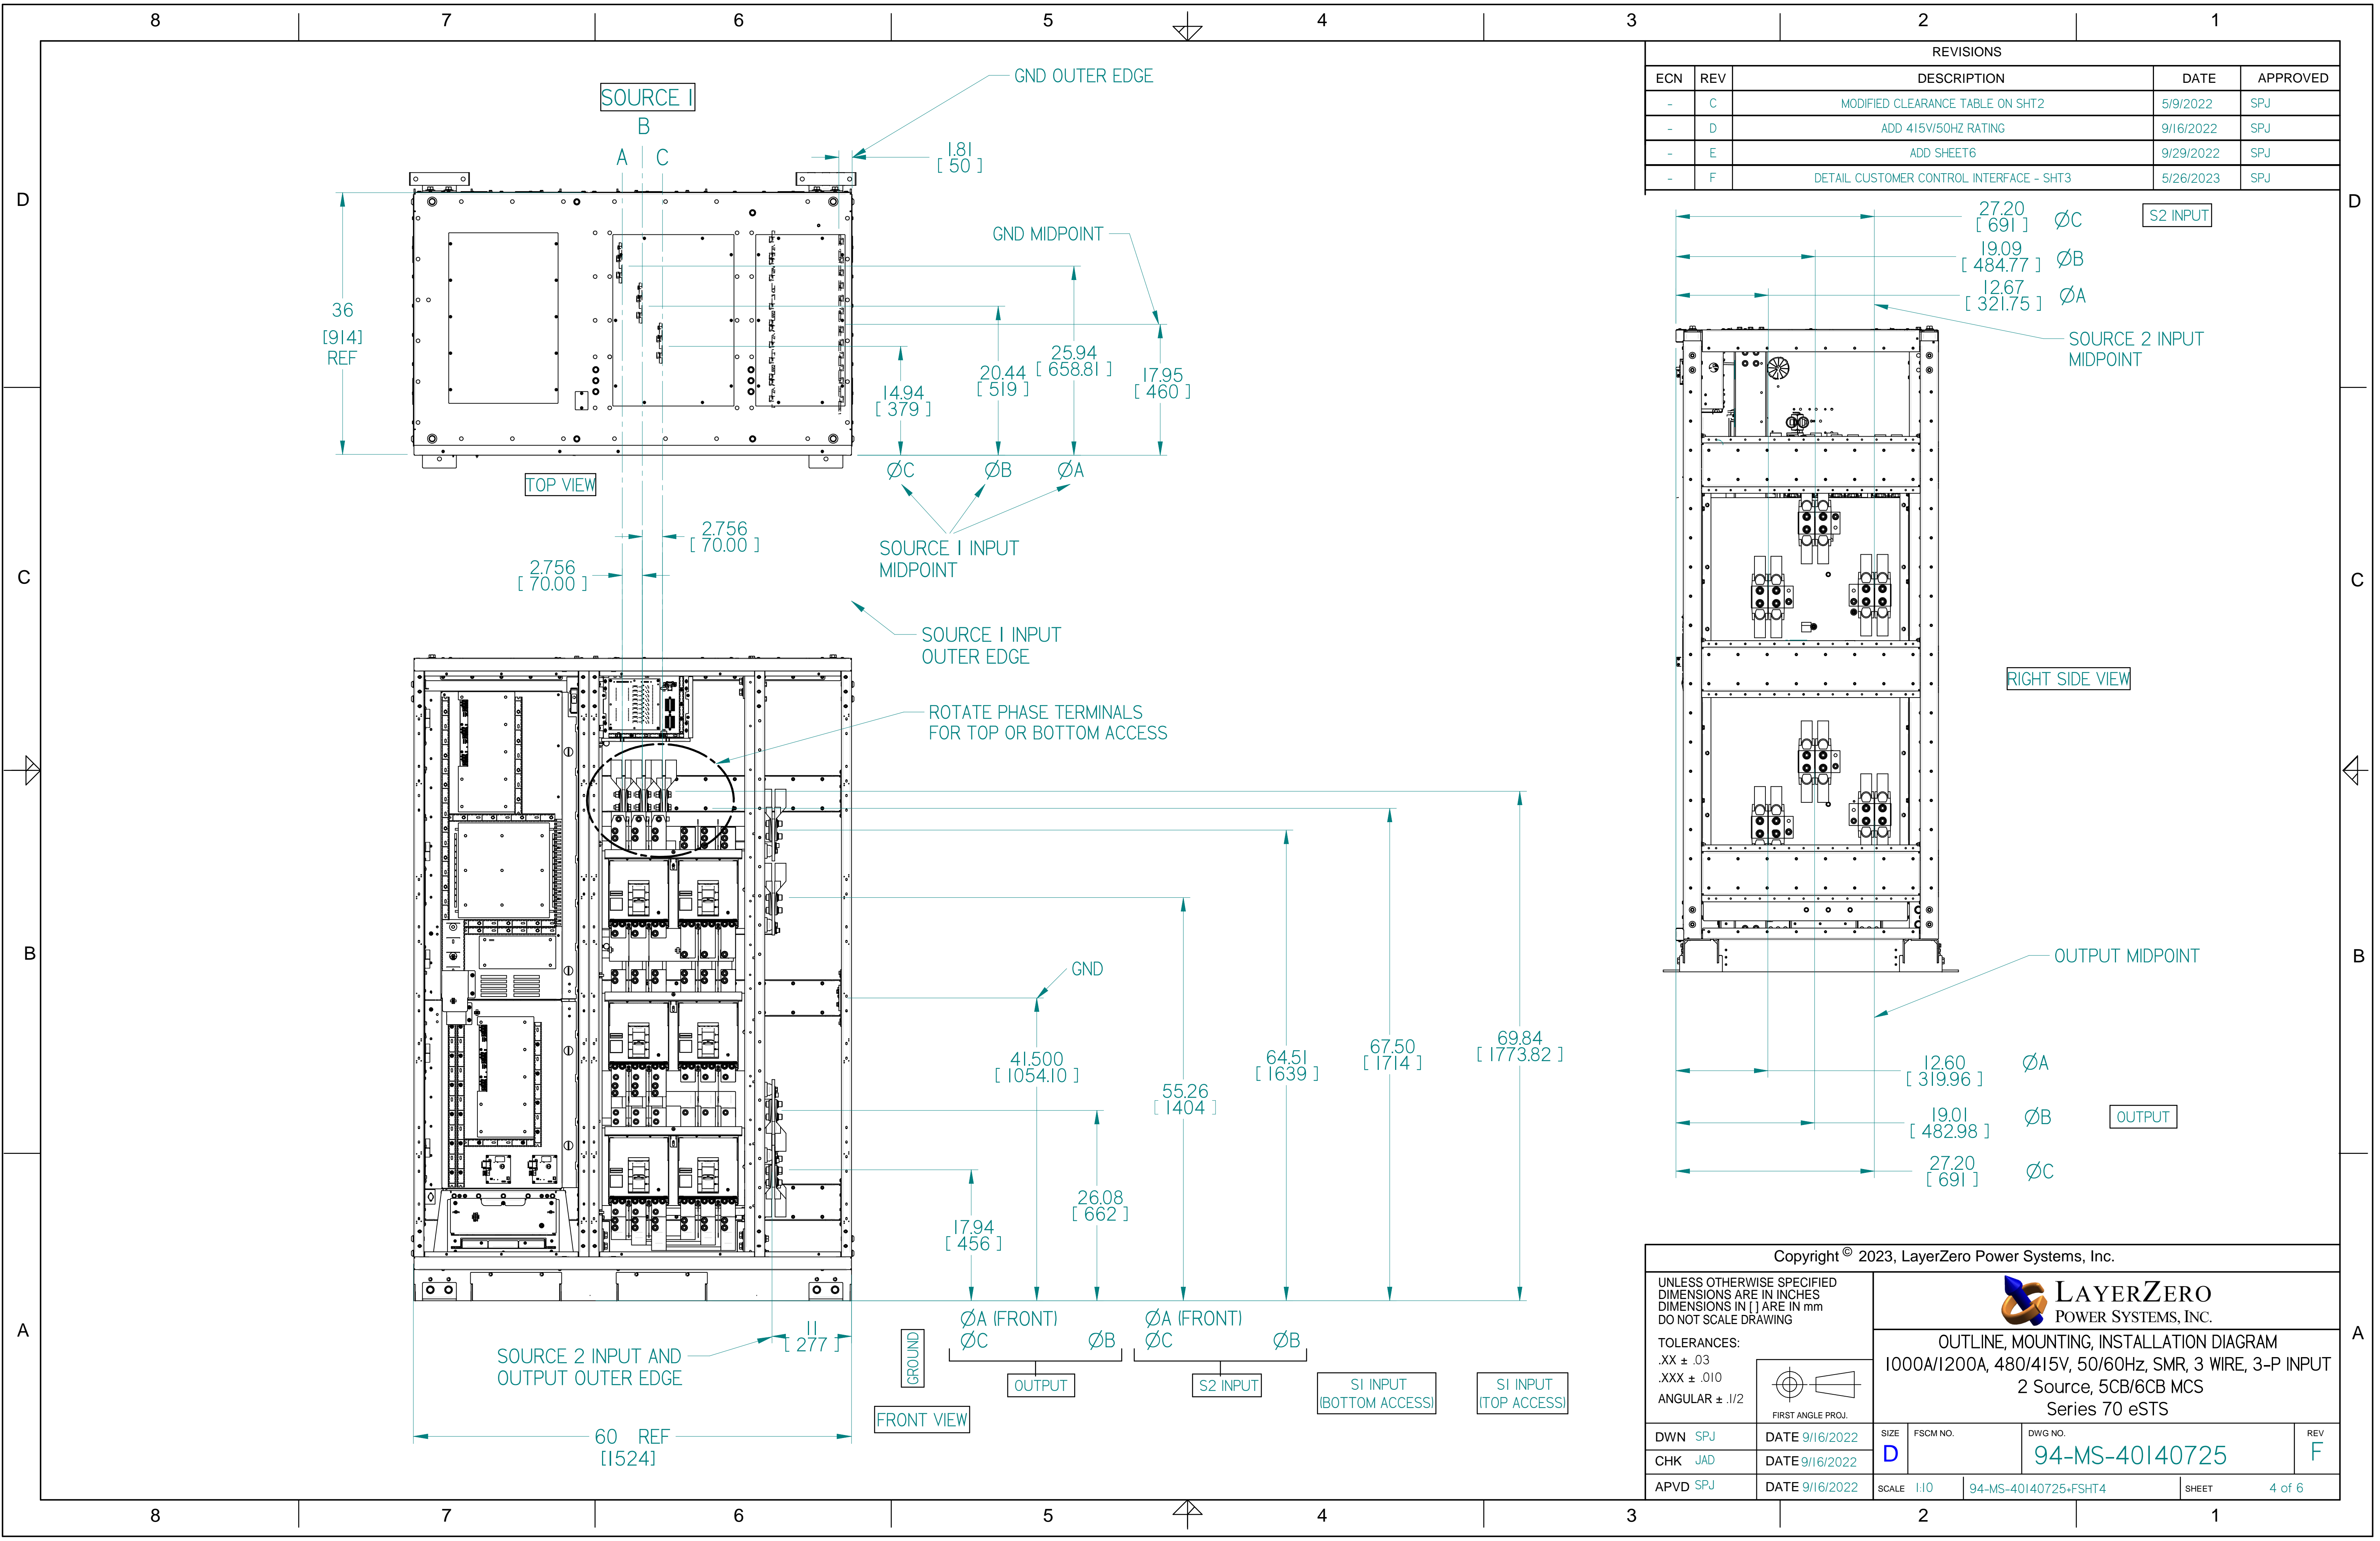 8 7 6 5 4 3 2 1
REVISIONS
ECN REV DESCRIPTION DATE APPROVED
- C MODIFIED CLEARANCE TABLE ON SHT2 5/9/2022 SPJ
- D ADD 415V/50HZ RATING 9/16/2022 SPJ
- E ADD SHEET6 9/29/2022 SPJ
- F DETAIL CUSTOMER CONTROL INTERFACE - SHT3 5/26/2023 SPJ
D
C
B
A
D
C
B
A
SOURCE 1
B
A C
GND OUTER EDGE
1.81
[ 50 ]
GND MIDPOINT
36
[914]
REF
14.94
[ 379 ]
20.44
[ 519 ]
25.94
[ 658.81 ]
17.95
[ 460 ]
ØC ØB ØA
TOP VIEW
SOURCE 1 INPUT
MIDPOINT
2.756
[ 70.00 ]
2.756
[ 70.00 ]
SOURCE 1 INPUT
OUTER EDGE
ROTATE PHASE TERMINALS
FOR TOP OR BOTTOM ACCESS
GND
41.500
[ 1054.10 ]
17.94
[ 456 ]
26.08
[ 662 ]
55.26
[ 1404 ]
64.51
[ 1639 ]
67.50
[ 1714 ]
69.84
[ 1773.82 ]
ØA (FRONT)
ØC ØB
ØA (FRONT)
ØC ØB
GROUND
OUTPUT
S2 INPUT
S1 INPUT
(BOTTOM ACCESS)
S1 INPUT
(TOP ACCESS)
11
[ 277 ]
SOURCE 2 INPUT AND
OUTPUT OUTER EDGE
FRONT VIEW
60 REF
[1524]
27.20
[ 691 ] ØC
S2 INPUT
19.09
[ 484.77 ] ØB
12.67
[ 321.75 ] ØA
SOURCE 2 INPUT
MIDPOINT
RIGHT SIDE VIEW
OUTPUT MIDPOINT
12.60
[ 319.96 ] ØA
19.01
[ 482.98 ] ØB
OUTPUT
27.20
[ 691 ] ØC
Copyright © 2023, LayerZero Power Systems, Inc.
UNLESS OTHERWISE SPECIFIED
DIMENSIONS ARE IN INCHES
DIMENSIONS IN [ ] ARE IN mm
DO NOT SCALE DRAWING
TOLERANCES:
.XX ± .03
.XXX ± .010
ANGULAR ± .1/2
FIRST ANGLE PROJ.
LAYERZERO
POWER SYSTEMS, INC.
OUTLINE, MOUNTING, INSTALLATION DIAGRAM
1000A/1200A, 480/415V, 50/60Hz, SMR, 3 WIRE, 3-P INPUT
2 Source, 5CB/6CB MCS
Series 70 eSTS
DWN SPJ DATE 9/16/2022
CHK JAD DATE 9/16/2022
APVD SPJ DATE 9/16/2022
SIZE
D
FSCM NO.
DWG NO.
94-MS-40140725
REV
F
SCALE 1:10 94-MS-40140725+FSHT4 SHEET 4 of 6
8 7 6 5 4 3 2 1